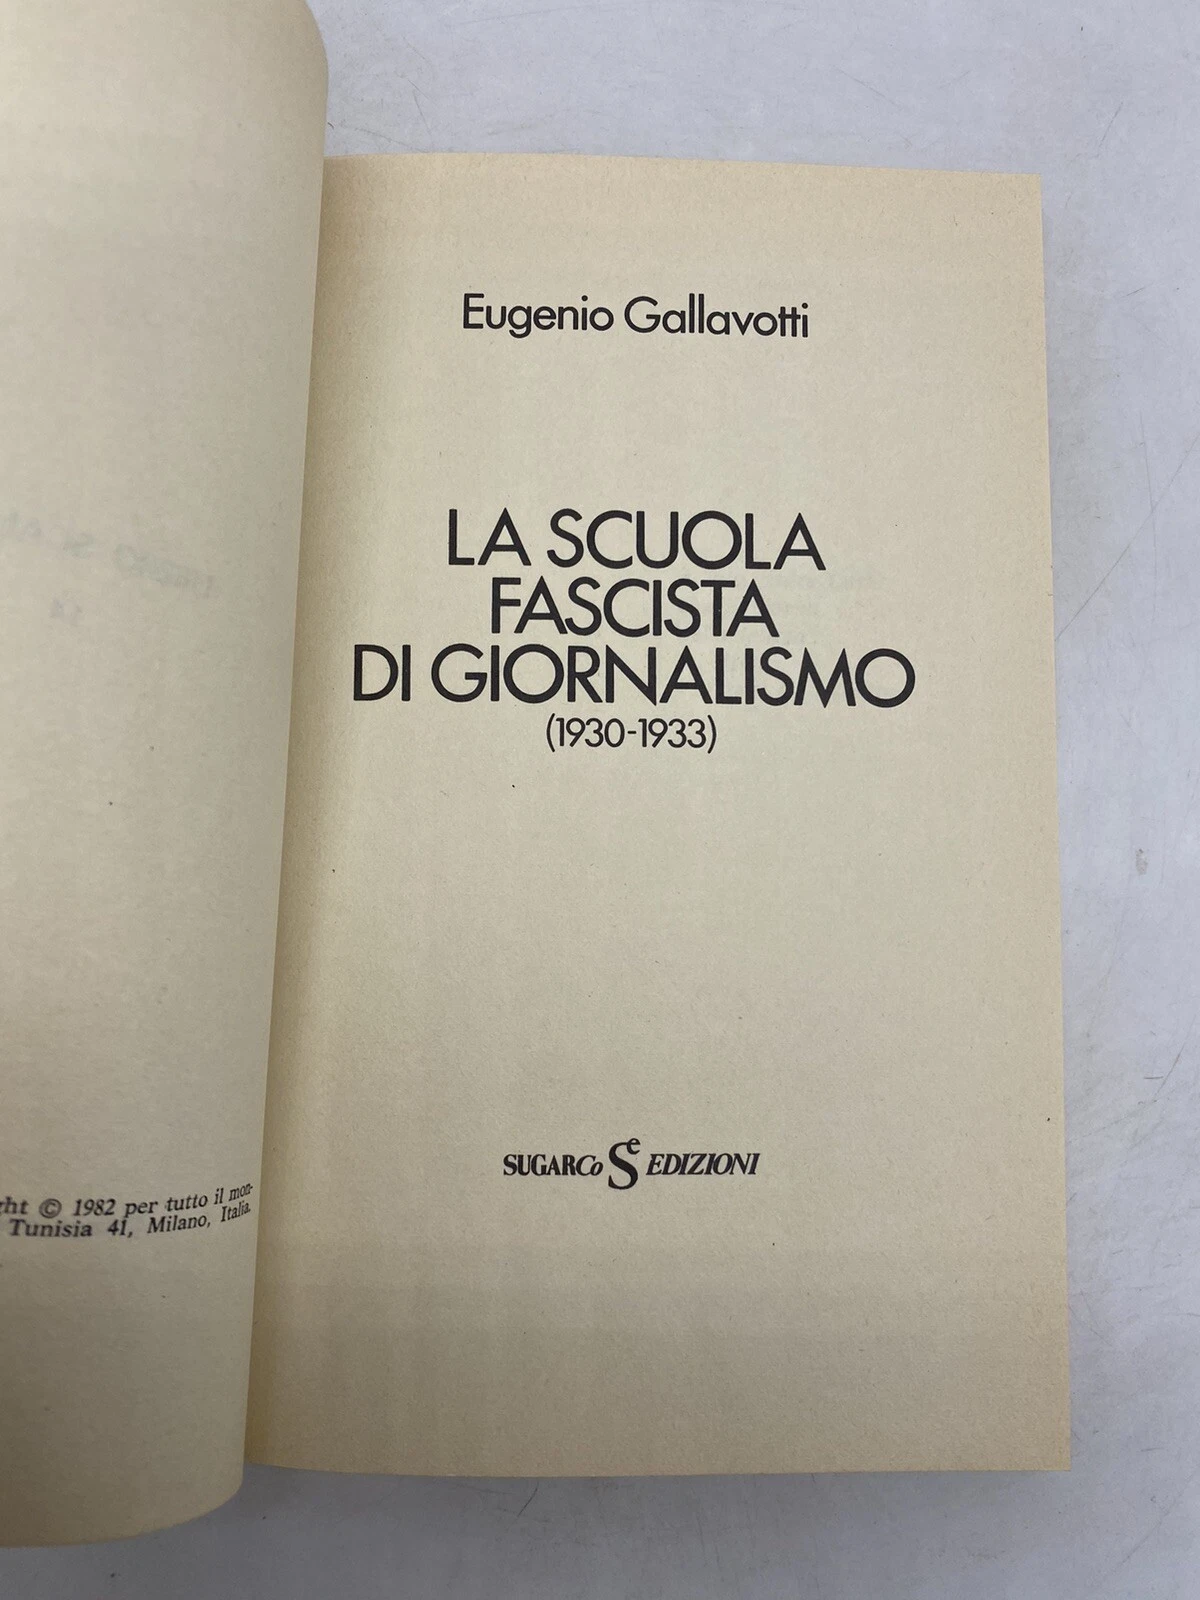 ght © 1982 per tutto il mon-
Tunisia 41, Milano, Italia.
Eugenio Gallavotti
LA SCUOLA
FASCISTA
DI GIORNALISMO
(1930-1933)
SUGARCo Se EDIZIONI